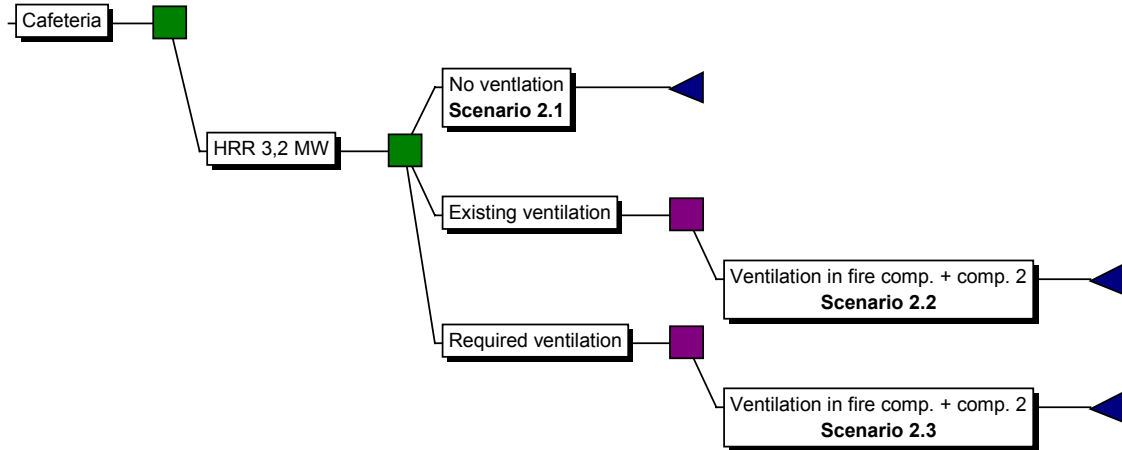 Cafeteria
No ventlation
Scenario 2.1
HRR 3,2 MW
Existing ventilation
Ventilation in fire comp. + comp. 2
Scenario 2.2
Required ventilation
Ventilation in fire comp. + comp. 2
Scenario 2.3